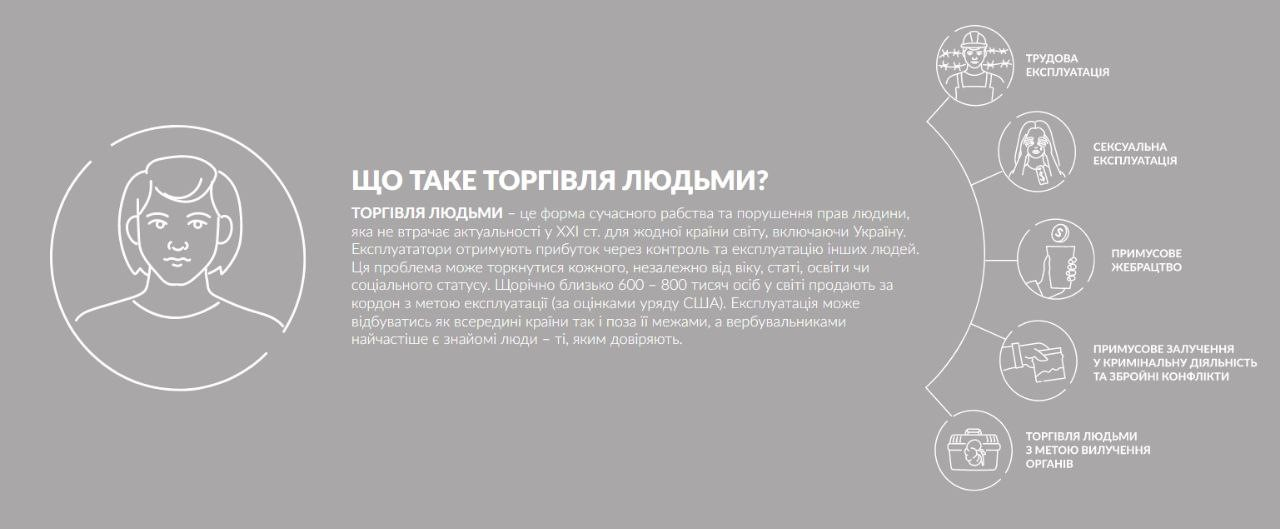 ЩО ТАКЕ ТОРГІВЛЯ ЛЮДЬМИ?
ТОРГІВЛЯ ЛЮДЬМИ – це форма сучасного рабства та порушення прав людини,
яка не втрачає актуальності у XXI ст. для жодної країни світу, включаючи Україну.
Експлуататори отримують прибуток через контроль та експлуатацію інших людей.
Ця проблема може торкнутися кожного, незалежно від віку, статі, освіти чи
соціального статусу. Щорічно близько 600 – 800 тисяч осіб у світі продають за
кордон з метою експлуатації (за оцінками уряду США). Експлуатація може
відбуватись як всередині країни так і поза її межами, а вербувальниками
найчастіше є знайомі люди – ті, яким довіряють.
ТРУДОВА
ЕКСПЛУАТАЦІЯ
СЕКСУАЛЬНА
ЕКСПЛУАТАЦІЯ
ПРИМУСОВЕ
ЖЕБРАЦТВО
ПРИМУСОВЕ ЗАЛУЧЕННЯ
У КРИМІНАЛЬНУ ДІЯЛЬНІСТЬ
ТА ЗБРОЙНІ КОНФЛІКТИ
ТОРГІВЛЯ ЛЮДЬМИ
З МЕТОЮ ВИЛУЧЕННЯ
ОРГАНІВ